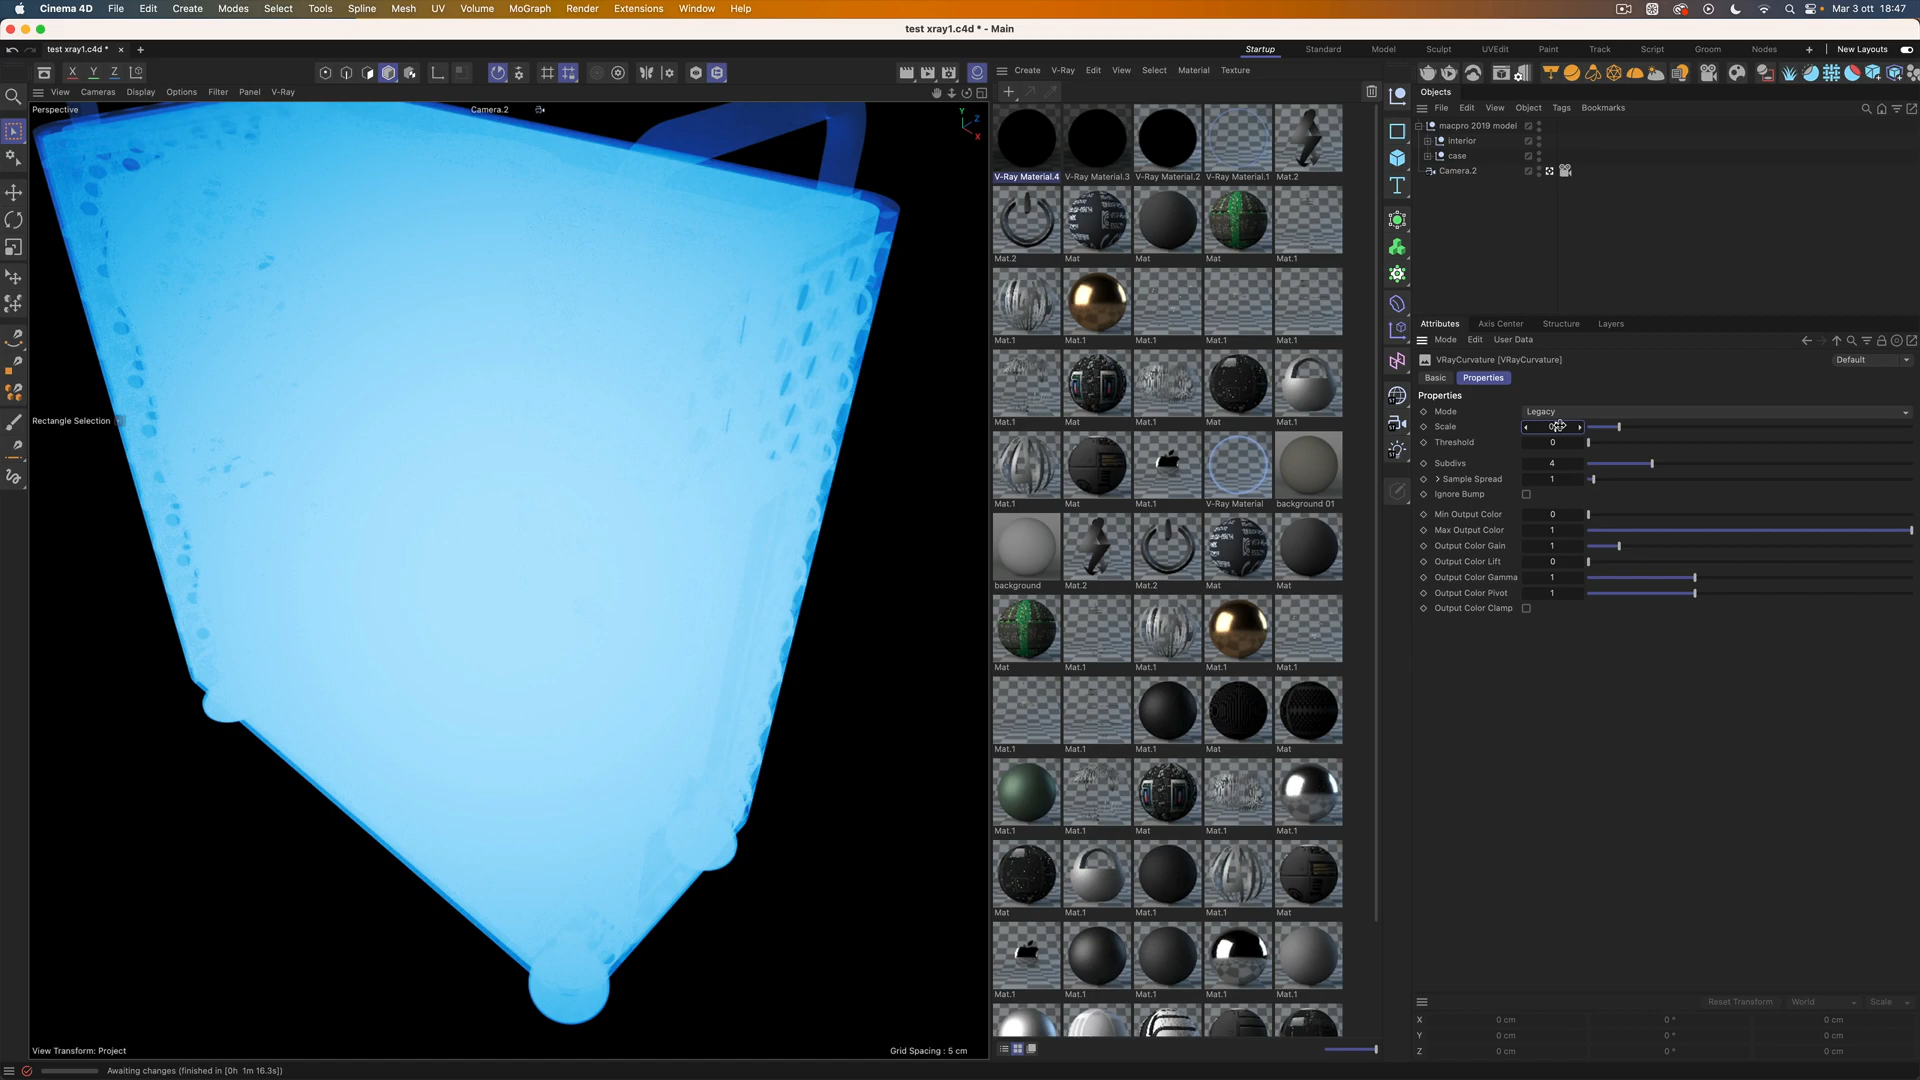 Cinema 4D File Edit Create Modes Select Tools Spline Mesh UV Volume MoGraph Render Extensions Window Help Mar 3 ott 18:47
test xray1.c4d * - Main
test xray1.c4d * × + Startup Standard Model Sculpt UVEdit Paint Track Script Groom Nodes + New Layouts
X Y Z
Create V-Ray Edit View Select Material Texture
View Cameras Display Options Filter Panel V-Ray
Objects
File Edit View Object Tags Bookmarks
Perspective Camera.2
Y
Z
X
macpro 2019 model
interior
case
Camera.2
V-Ray Material.4 V-Ray Material.3 V-Ray Material.2 V-Ray Material.1 Mat.2
Mat.2 Mat Mat Mat Mat.1
Mat.1 Mat.1 Mat.1 Mat.1 Mat.1
Attributes Axis Center Structure Layers
Mode Edit User Data
VRayCurvature [VRayCurvature] Default
Basic Properties
Properties
Mode Legacy
Scale
Threshold 0
Subdivs 4
Sample Spread 1
Ignore Bump
Min Output Color 0
Max Output Color 1
Output Color Gain 1
Output Color Lift 0
Output Color Gamma 1
Output Color Pivot 1
Output Color Clamp
Mat.1 Mat Mat.1 Mat.1 Mat.1
Rectangle Selection
Mat.1 Mat Mat.1 V-Ray Material background 01
background Mat.2 Mat.2 Mat Mat
Mat Mat.1 Mat.1 Mat.1 Mat.1
Mat.1 Mat.1 Mat.1 Mat Mat
Mat.1 Mat.1 Mat Mat.1 Mat.1
Mat Mat.1 Mat.1 Mat.1 Mat
Mat.1 Mat.1 Mat.1 Mat.1 Mat.1
Reset Transform World Scale
X 0 cm 0 ° 0 cm
Y 0 cm 0 ° 0 cm
Z 0 cm 0 ° 0 cm
View Transform: Project Grid Spacing : 5 cm
Awaiting changes (finished in [0h 1m 16.3s])